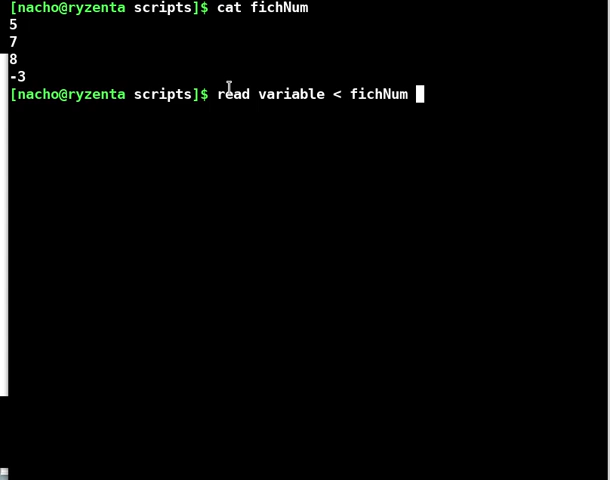 [nacho@ryzenta scripts]$ cat fichNum
5
7
8
-3
[nacho@ryzenta scripts]$ read variable < fichNum